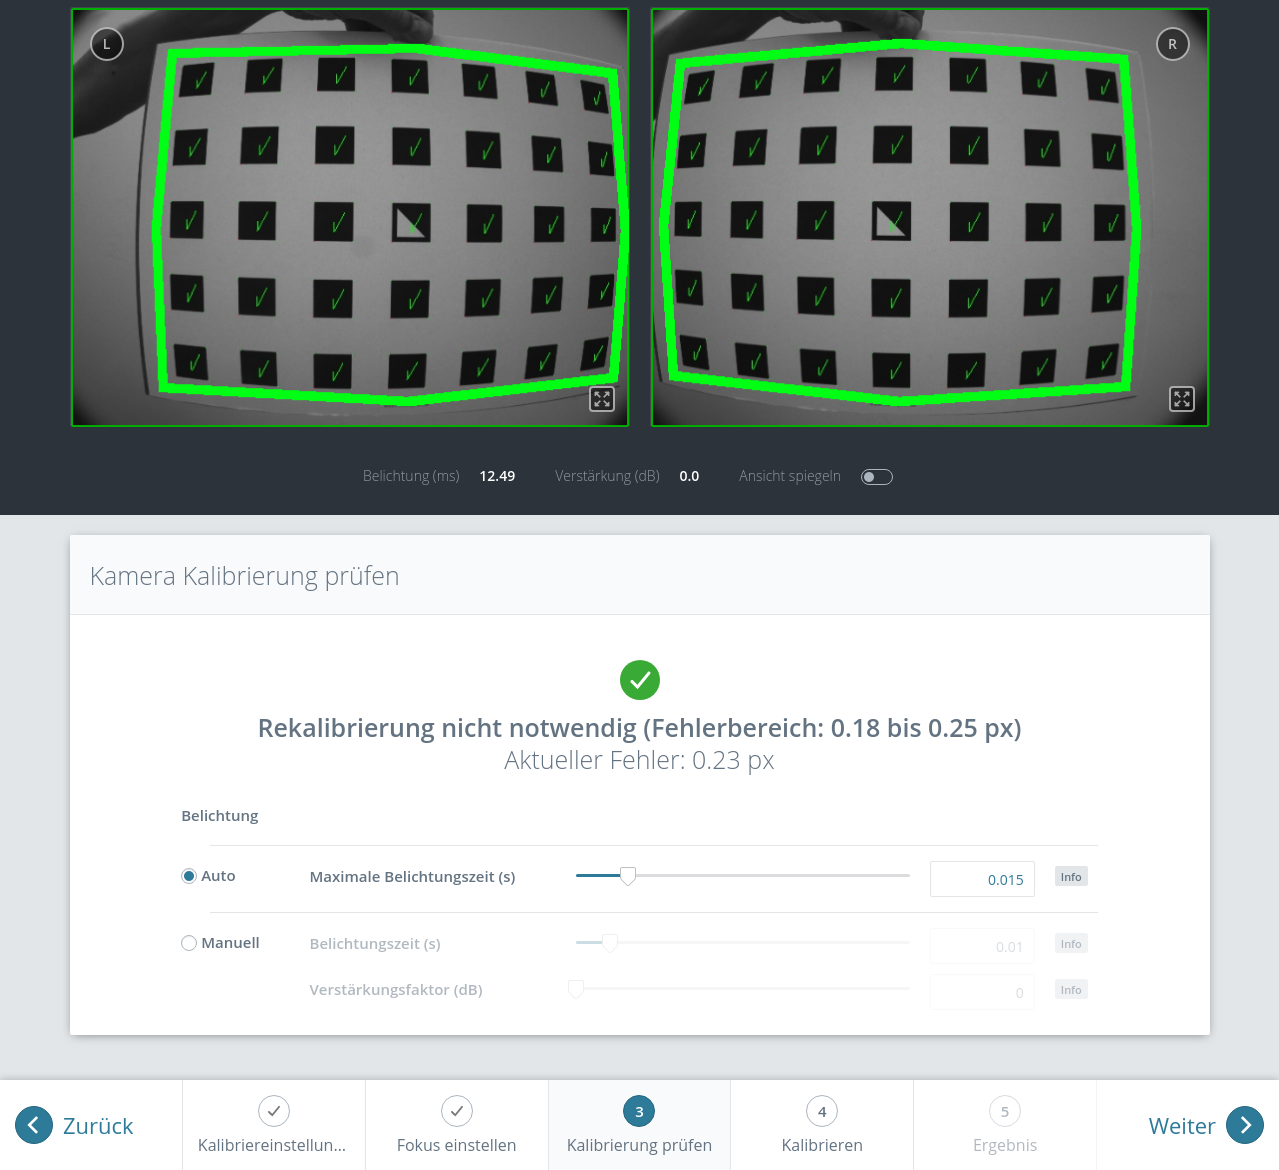 L
R
Belichtung (ms) 12.49 Verstärkung (dB) 0.0 Ansicht spiegeln
Kamera Kalibrierung prüfen
Rekalibrierung nicht notwendig (Fehlerbereich: 0.18 bis 0.25 px)
Aktueller Fehler: 0.23 px
Belichtung
Auto Maximale Belichtungszeit (s) 0.015 Info
Manuell Belichtungszeit (s) 0.01 Info
Verstärkungsfaktor (dB) 0 Info
Zurück
Kalibriereinstellun...
Fokus einstellen
3
Kalibrierung prüfen
4
Kalibrieren
5
Ergebnis
Weiter